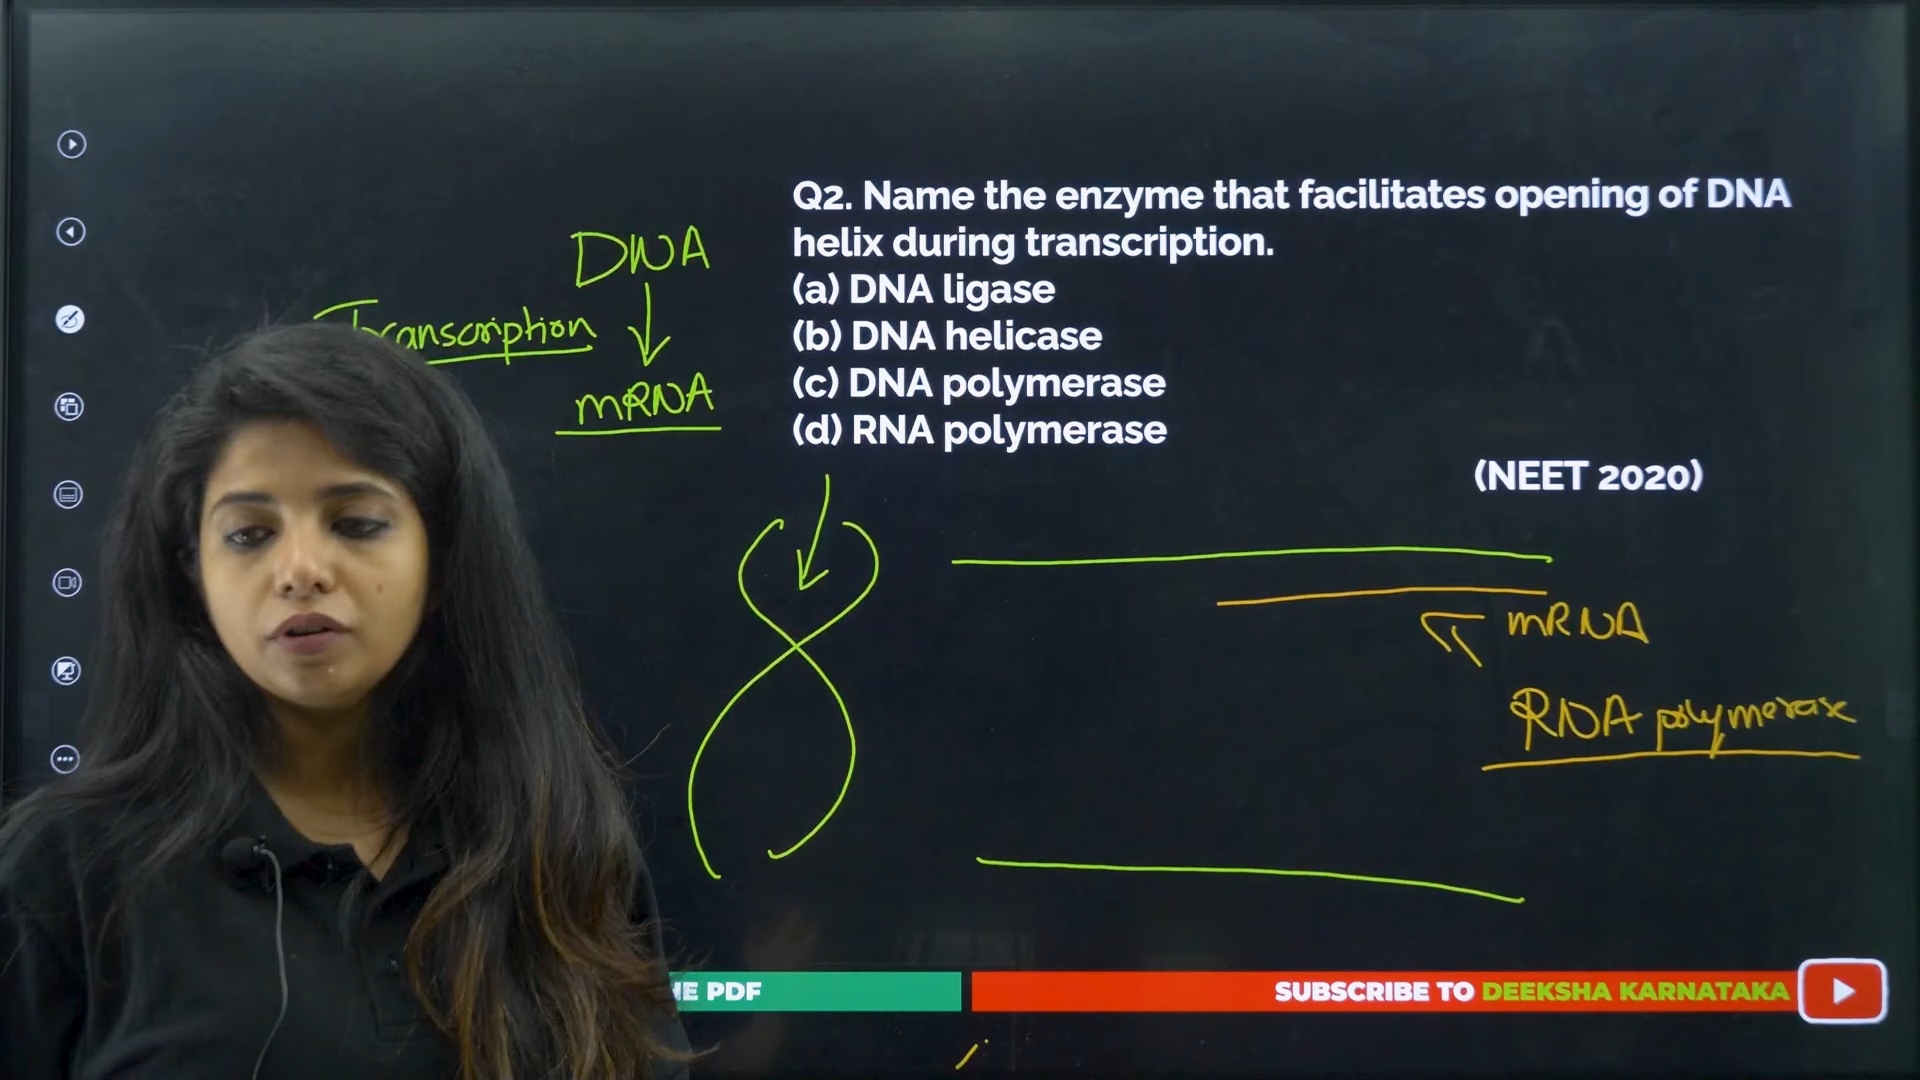 Q2. Name the enzyme that facilitates opening of DNA
helix during transcription.
(a) DNA ligase
(b) DNA helicase
(c) DNA polymerase
(d) RNA polymerase
(NEET 2020)
DNA
Transcription
mRNA
mRNA
RNA polymerase
HE PDF
SUBSCRIBE TO DEEKSHA KARNATAKA